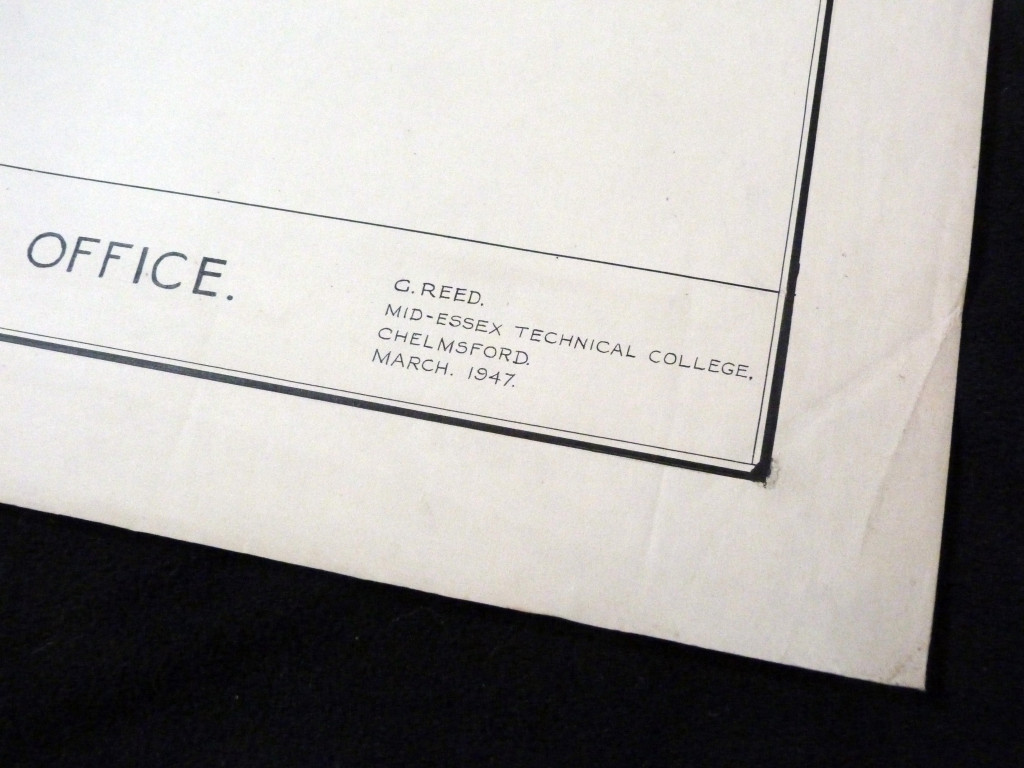 OFFICE.
G. REED.
MID-ESSEX TECHNICAL COLLEGE,
CHELMSFORD.
MARCH. 1947.